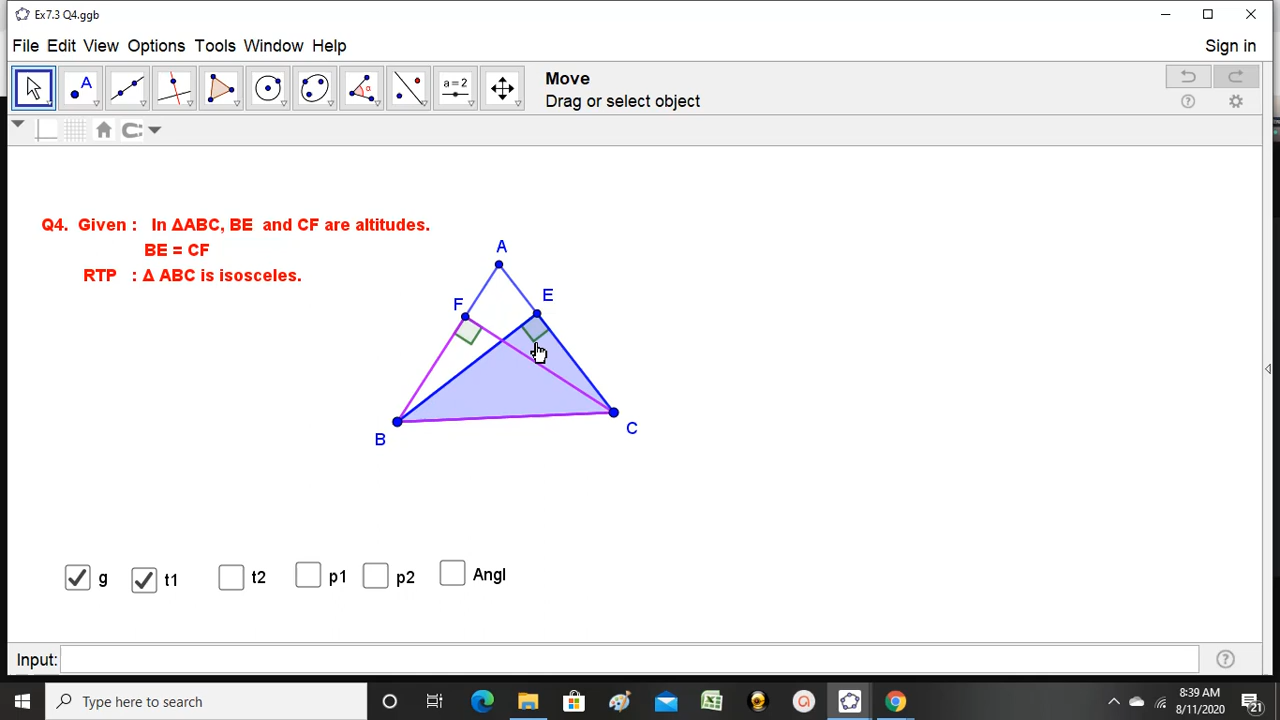 Ex7.3 Q4.ggb
File Edit View Options Tools Window Help
Sign in
A
α
a=2
Move
Drag or select object
Q4. Given : In ΔABC, BE and CF are altitudes.
BE = CF
RTP : Δ ABC is isosceles.
A
F
E
B
C
g
t1
t2
p1
p2
Angl
Input:
Type here to search
8:39 AM
8/11/2020
21